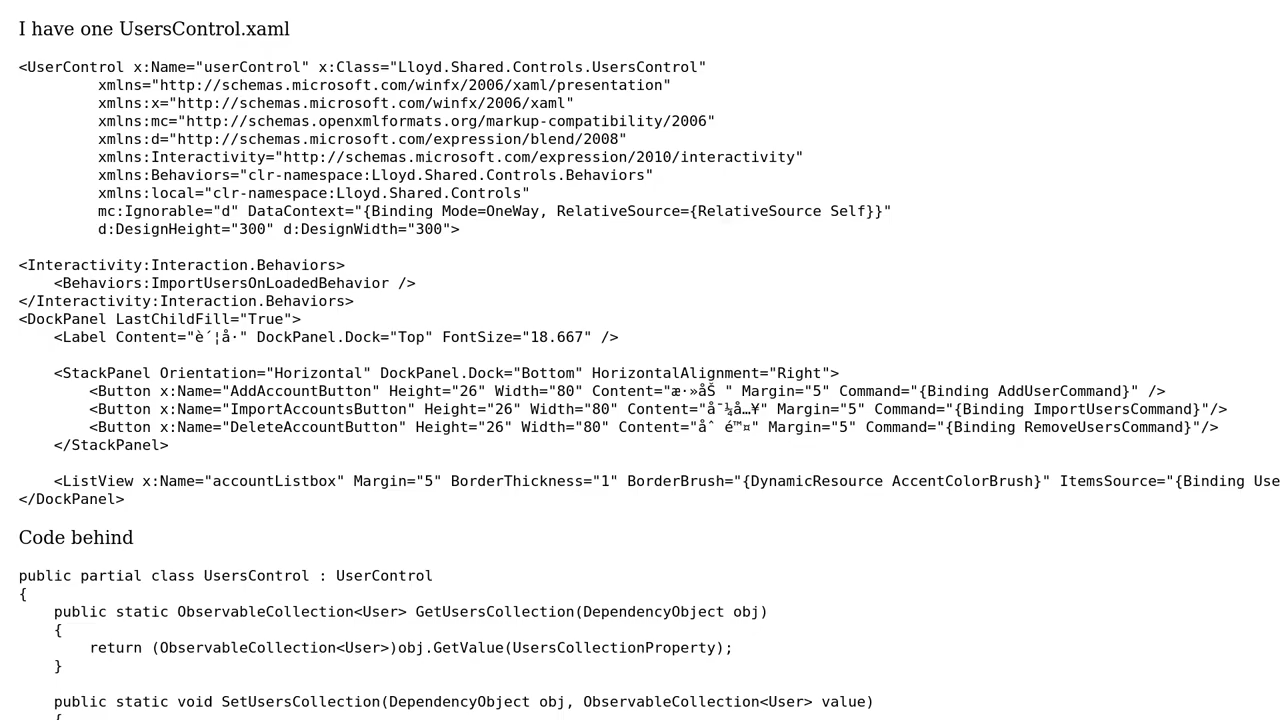 I have one UsersControl.xaml
<UserControl x:Name="userControl" x:Class="Lloyd.Shared.Controls.UsersControl"
         xmlns="http://schemas.microsoft.com/winfx/2006/xaml/presentation"
         xmlns:x="http://schemas.microsoft.com/winfx/2006/xaml"
         xmlns:mc="http://schemas.openxmlformats.org/markup-compatibility/2006"
         xmlns:d="http://schemas.microsoft.com/expression/blend/2008"
         xmlns:Interactivity="http://schemas.microsoft.com/expression/2010/interactivity"
         xmlns:Behaviors="clr-namespace:Lloyd.Shared.Controls.Behaviors"
         xmlns:local="clr-namespace:Lloyd.Shared.Controls"
         mc:Ignorable="d" DataContext="{Binding Mode=OneWay, RelativeSource={RelativeSource Self}}"
         d:DesignHeight="300" d:DesignWidth="300">
<Interactivity:Interaction.Behaviors>
    <Behaviors:ImportUsersOnLoadedBehavior />
</Interactivity:Interaction.Behaviors>
<DockPanel LastChildFill="True">
    <Label Content="è´¦å·" DockPanel.Dock="Top" FontSize="18.667" />
    <StackPanel Orientation="Horizontal" DockPanel.Dock="Bottom" HorizontalAlignment="Right">
        <Button x:Name="AddAccountButton" Height="26" Width="80" Content="æ·»åŠ " Margin="5" Command="{Binding AddUserCommand}" />
        <Button x:Name="ImportAccountsButton" Height="26" Width="80" Content="å¯¼å…¥" Margin="5" Command="{Binding ImportUsersCommand}"/>
        <Button x:Name="DeleteAccountButton" Height="26" Width="80" Content="åˆ é™¤" Margin="5" Command="{Binding RemoveUsersCommand}"/>
    </StackPanel>
    <ListView x:Name="accountListbox" Margin="5" BorderThickness="1" BorderBrush="{DynamicResource AccentColorBrush}" ItemsSource="{Binding Use
</DockPanel>
Code behind
public partial class UsersControl : UserControl
{
    public static ObservableCollection<User> GetUsersCollection(DependencyObject obj)
    {
        return (ObservableCollection<User>)obj.GetValue(UsersCollectionProperty);
    }
    public static void SetUsersCollection(DependencyObject obj, ObservableCollection<User> value)
    {